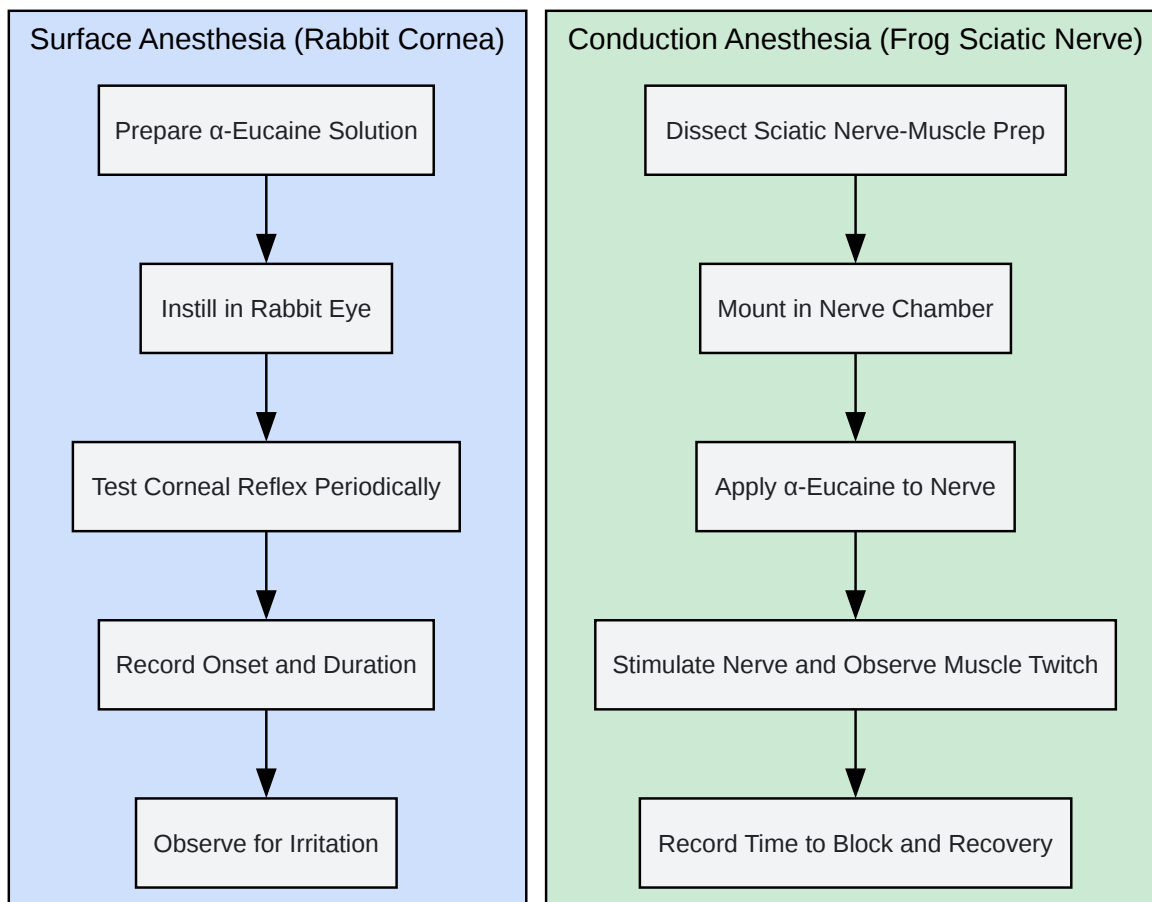 Surface Anesthesia (Rabbit Cornea)
Prepare α-Eucaine Solution
Instill in Rabbit Eye
Test Corneal Reflex Periodically
Record Onset and Duration
Observe for Irritation
Conduction Anesthesia (Frog Sciatic Nerve)
Dissect Sciatic Nerve-Muscle Prep
Mount in Nerve Chamber
Apply α-Eucaine to Nerve
Stimulate Nerve and Observe Muscle Twitch
Record Time to Block and Recovery